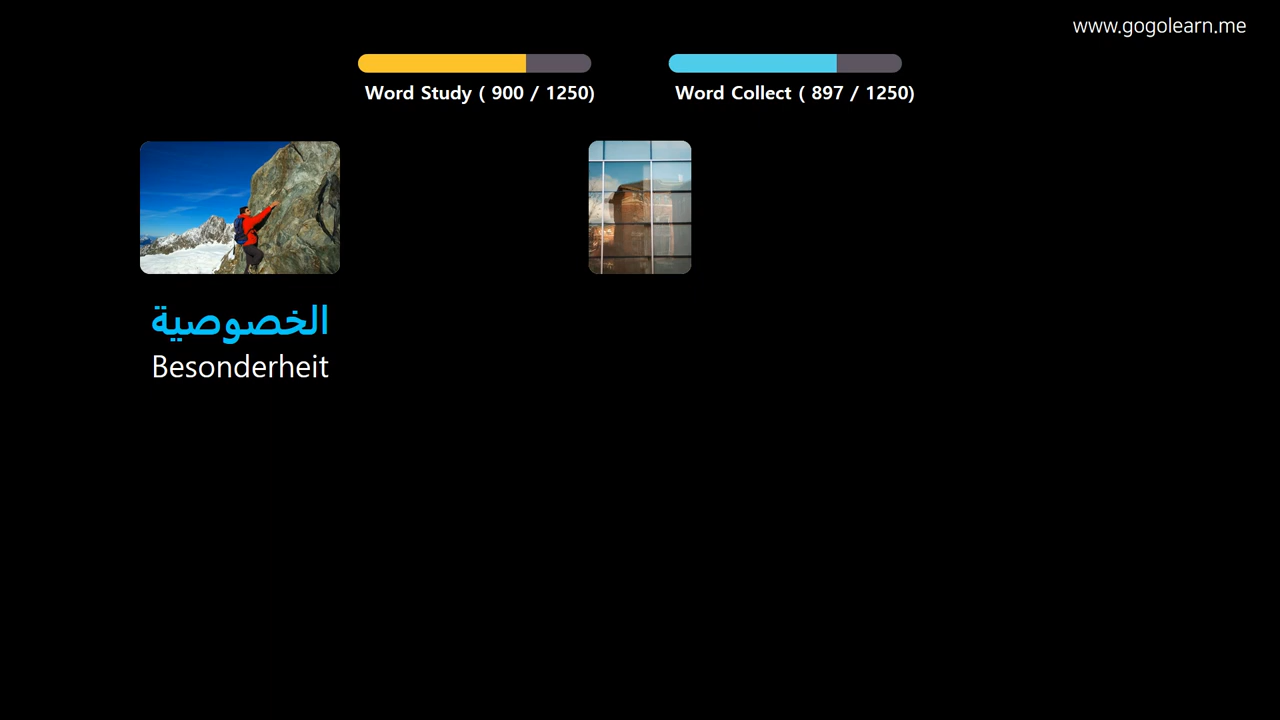 www.gogolearn.me
Word Study ( 900 / 1250)
Word Collect ( 897 / 1250)
الخصوصية
Besonderheit